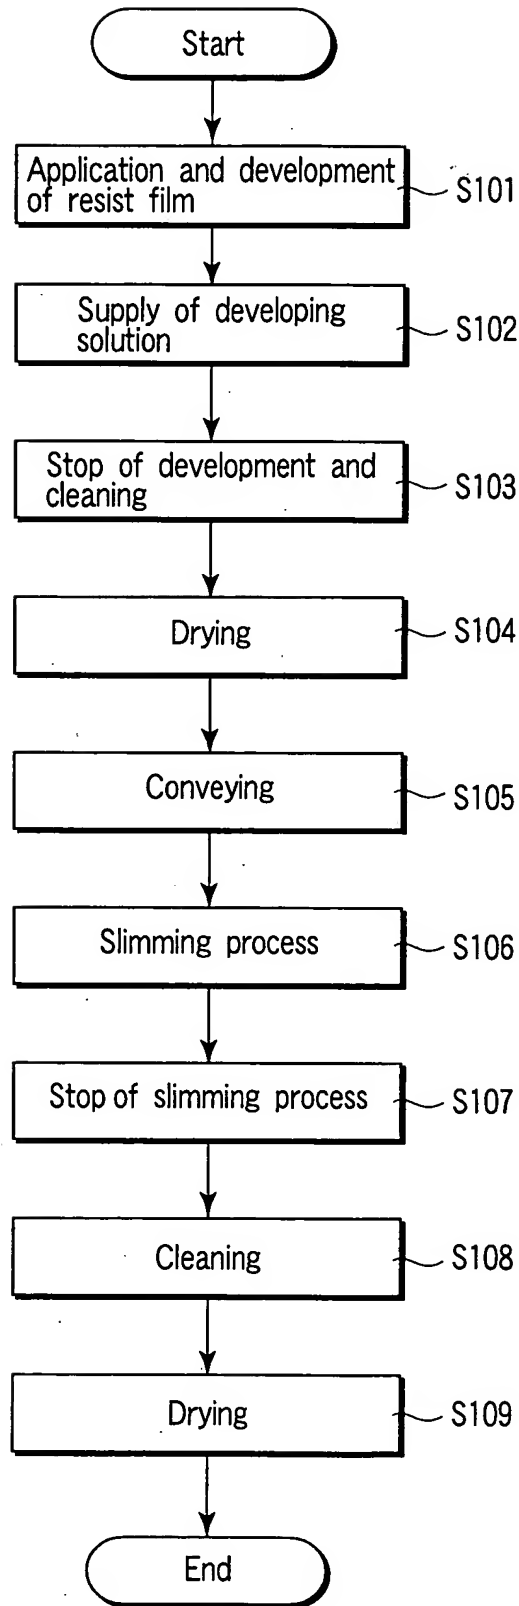 Start
Application and development
of resist film
S101
Supply of developing
solution
S102
Stop of development and
cleaning
S103
Drying
S104
Conveying
S105
Slimming process
S106
Stop of slimming process
S107
Cleaning
S108
Drying
S109
End